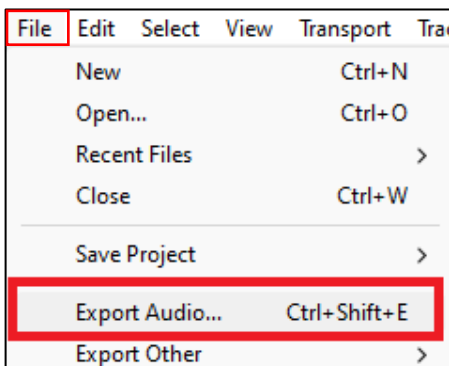 File Edit Select View Transport Tra
New Ctrl+N
Open... Ctrl+O
Recent Files >
Close Ctrl+W
Save Project >
Export Audio... Ctrl+Shift+E
Export Other >